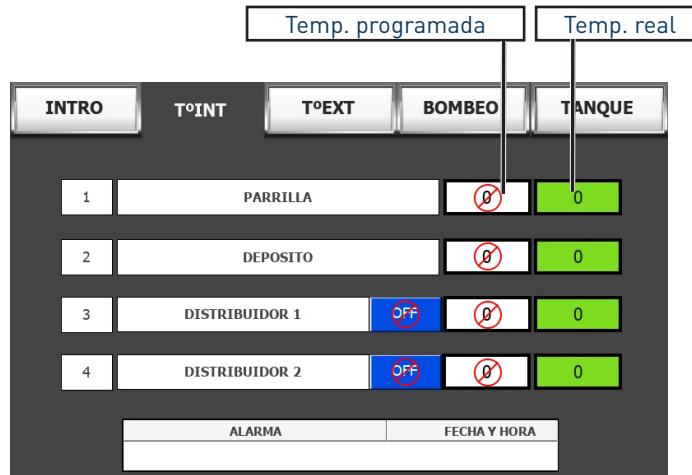 Temp. programada Temp. real
INTRO TºINT TºEXT BOMBEO TANQUE
1 PARRILLA 0 0
2 DEPOSITO 0 0
3 DISTRIBUIDOR 1 OFF 0 0
4 DISTRIBUIDOR 2 OFF 0 0
ALARMA FECHA Y HORA